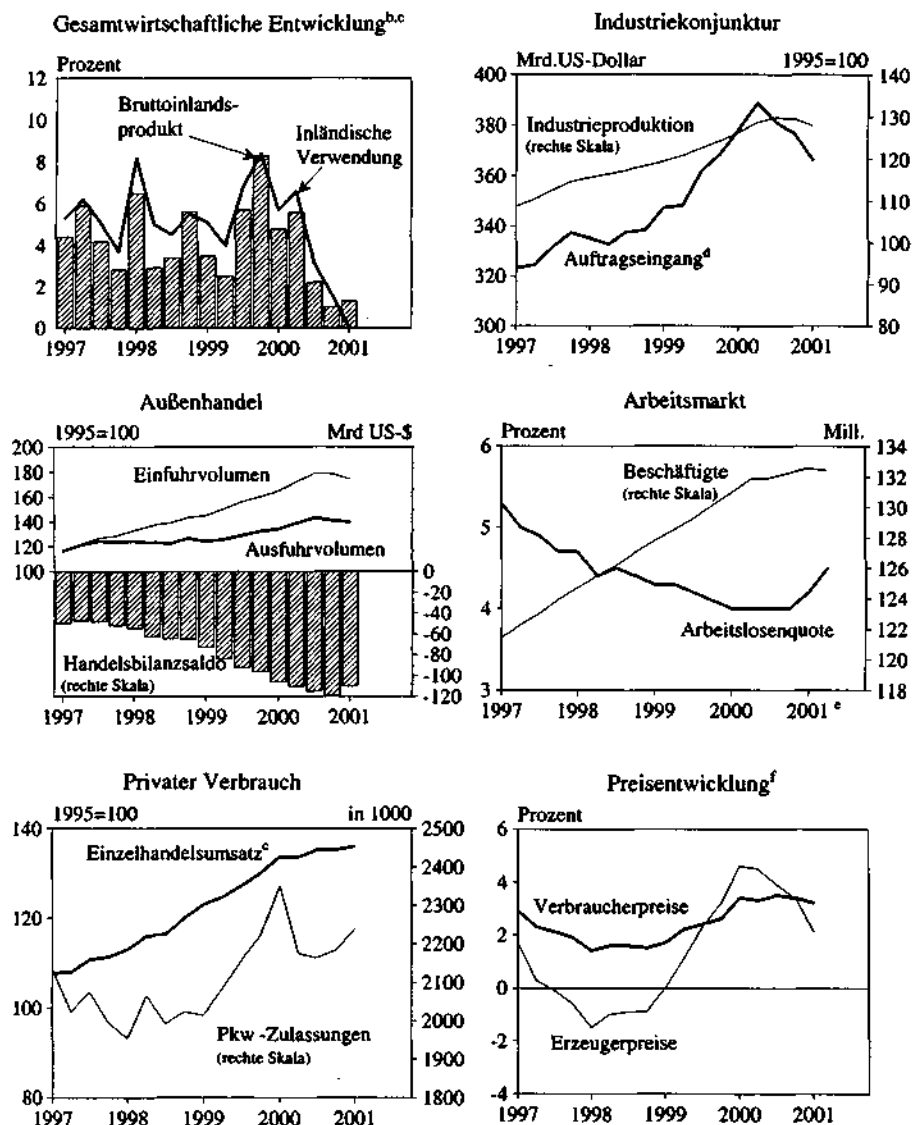 Gesamtwirtschaftliche Entwicklung b,c
Prozent
12
10
8
6
4
2
0
Bruttoinlands-
produkt
Inländische
Verwendung
1997 1998 1999 2000 2001
Industriekonjunktur
Mrd.US-Dollar 1995=100
400
380
360
340
320
300
140
130
120
110
100
90
80
Industrieproduktion
(rechte Skala)
Auftragseingang d
1997 1998 1999 2000 2001
Außenhandel
1995=100 Mrd US-$
200
180
160
140
120
100
0
-20
-40
-60
-80
-100
-120
Einfuhrvolumen
Ausfuhrvolumen
Handelsbilanzsaldo
(rechte Skala)
1997 1998 1999 2000 2001
Arbeitsmarkt
Prozent Mill.
6
5
4
3
134
132
130
128
126
124
122
120
118
Beschäftigte
(rechte Skala)
Arbeitslosenquote
1997 1998 1999 2000 2001 e
Privater Verbrauch
1995=100 in 1000
140
120
100
80
2500
2400
2300
2200
2100
2000
1900
1800
Einzelhandelsumsatz c
Pkw -Zulassungen
(rechte Skala)
1997 1998 1999 2000 2001
Preisentwicklung f
Prozent
6
4
2
0
-2
-4
Verbraucherpreise
Erzeugerpreise
1997 1998 1999 2000 2001